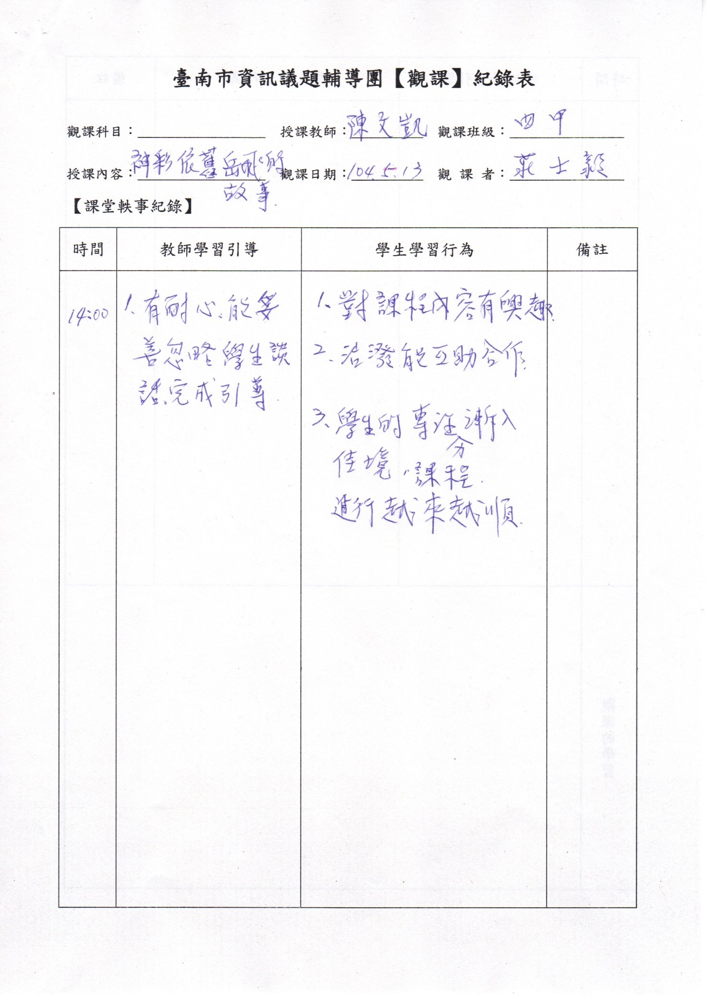 臺南市資訊議題輔導團【觀課】紀錄表
觀課科目：　授課教師：陳文凱　觀課班級：四甲
授課內容：神彩依舊岳飛的　觀課日期：104.5.13　觀課者：莊士
故事.
【課堂軼事紀錄】
時間　教師學習引導　學生學習行為　備註
14:00　1、有耐心、能妥　1、對課程內容有興趣.
善忽略學生談　2、活潑能互助合作.
話、完成引導.
3、學生的專注漸入
分
佳境、課程.
進行越來越順.